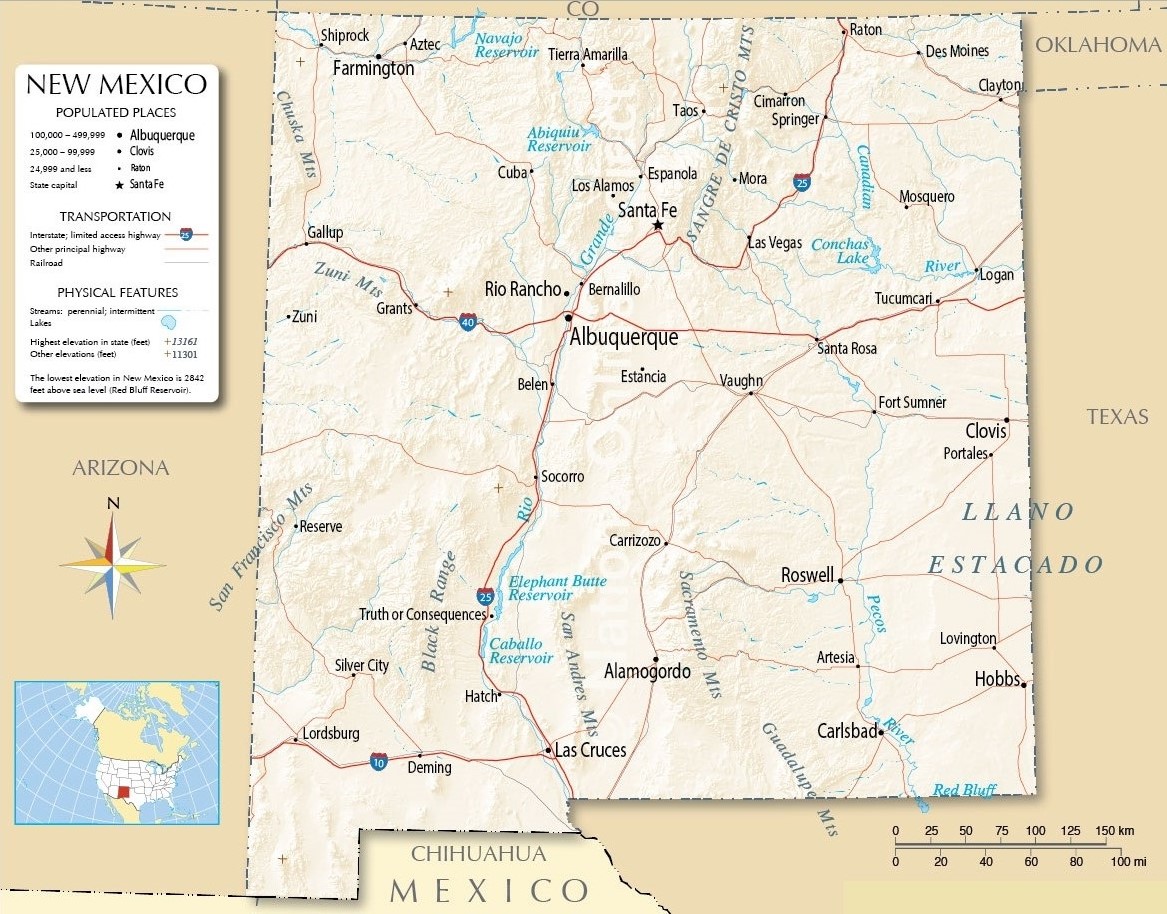 CO
OKLAHOMA
TEXAS
ARIZONA
CHIHUAHUA
MEXICO
NEW MEXICO
POPULATED PLACES
100,000 – 499,999 Albuquerque
25,000 – 99,999 Clovis
24,999 and less Raton
State capital Santa Fe
TRANSPORTATION
Interstate; limited access highway 25
Other principal highway
Railroad
PHYSICAL FEATURES
Streams: perennial; intermittent
Lakes
Highest elevation in state (feet) +13161
Other elevations (feet) +11301
The lowest elevation in New Mexico is 2842
feet above sea level (Red Bluff Reservoir).
N
Shiprock
Aztec
Farmington
Navajo
Reservoir
Tierra Amarilla
Raton
Des Moines
Clayton
Chuska Mts
Taos
Cimarron
Springer
SANGRE DE CRISTO MTS
Abiquiu
Reservoir
Cuba
Espanola
Los Alamos
Mora
25
Canadian
Mosquero
Santa Fe
Gallup
Grande
Las Vegas
Conchas
Lake
River
Logan
Zuni Mts
Rio Rancho
Bernalillo
Tucumcari
Grants
Zuni
40
Albuquerque
Santa Rosa
Belen
Estancia
Vaughn
Fort Sumner
Clovis
Portales
Socorro
Rio
LLANO
ESTACADO
San Francisco Mts
Reserve
Carrizozo
Black Range
Elephant Butte
Reservoir
25
Truth or Consequences
Sacramento Mts
Roswell
Pecos
San Andres Mts
Caballo
Reservoir
Lovington
Silver City
Alamogordo
Artesia
Hobbs
Hatch
Lordsburg
Las Cruces
Guadalupe Mts
Carlsbad
River
10
Deming
Red Bluff
0 25 50 75 100 125 150 km
0 20 40 60 80 100 mi